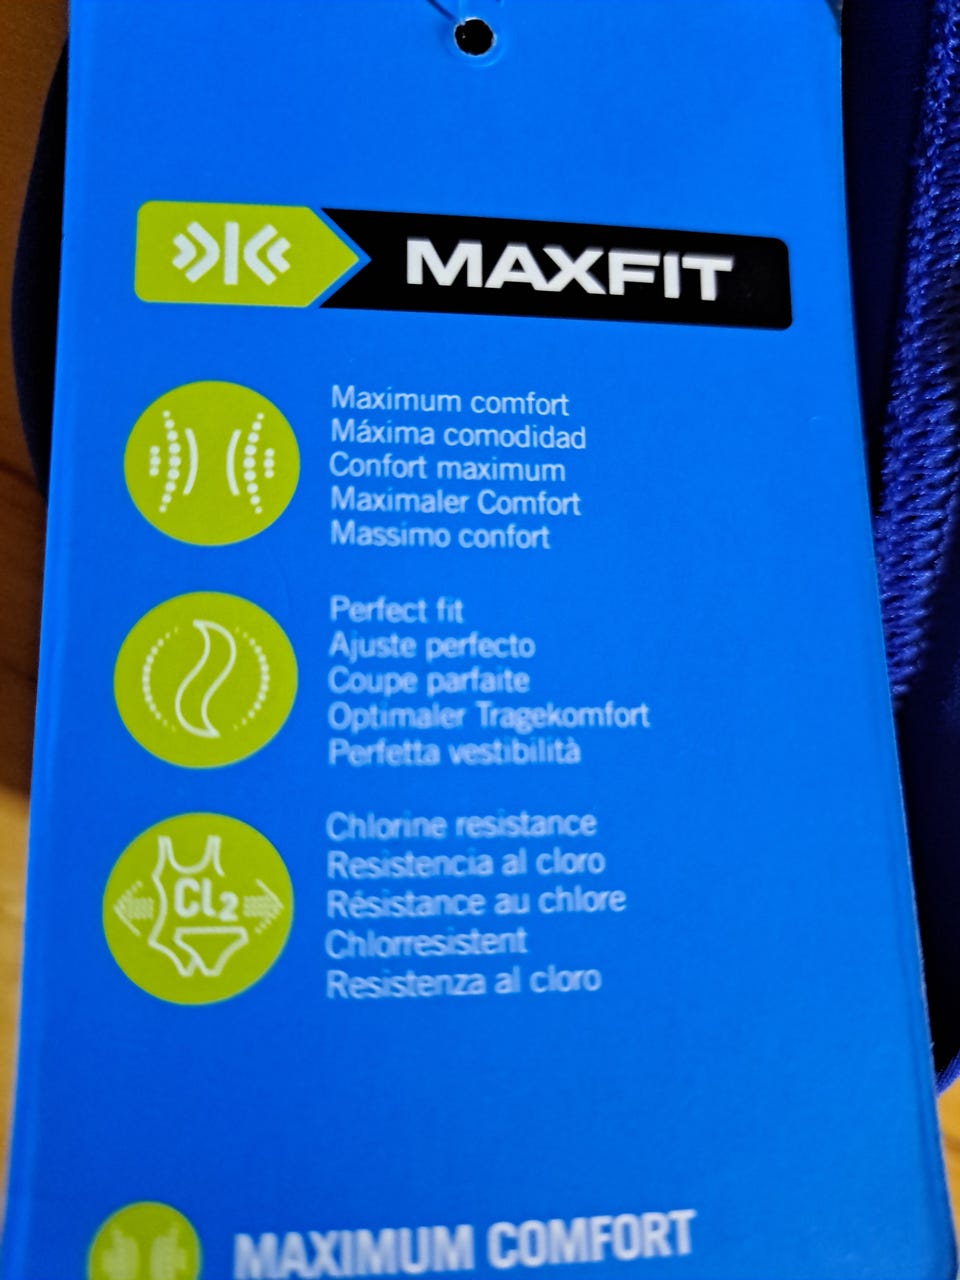 MAXFIT
Maximum comfort
Máxima comodidad
Confort maximum
Maximaler Comfort
Massimo confort
Perfect fit
Ajuste perfecto
Coupe parfaite
Optimaler Tragekomfort
Perfetta vestibilità
Cl2
Chlorine resistance
Resistencia al cloro
Résistance au chlore
Chlorresistent
Resistenza al cloro
MAXIMUM COMFORT